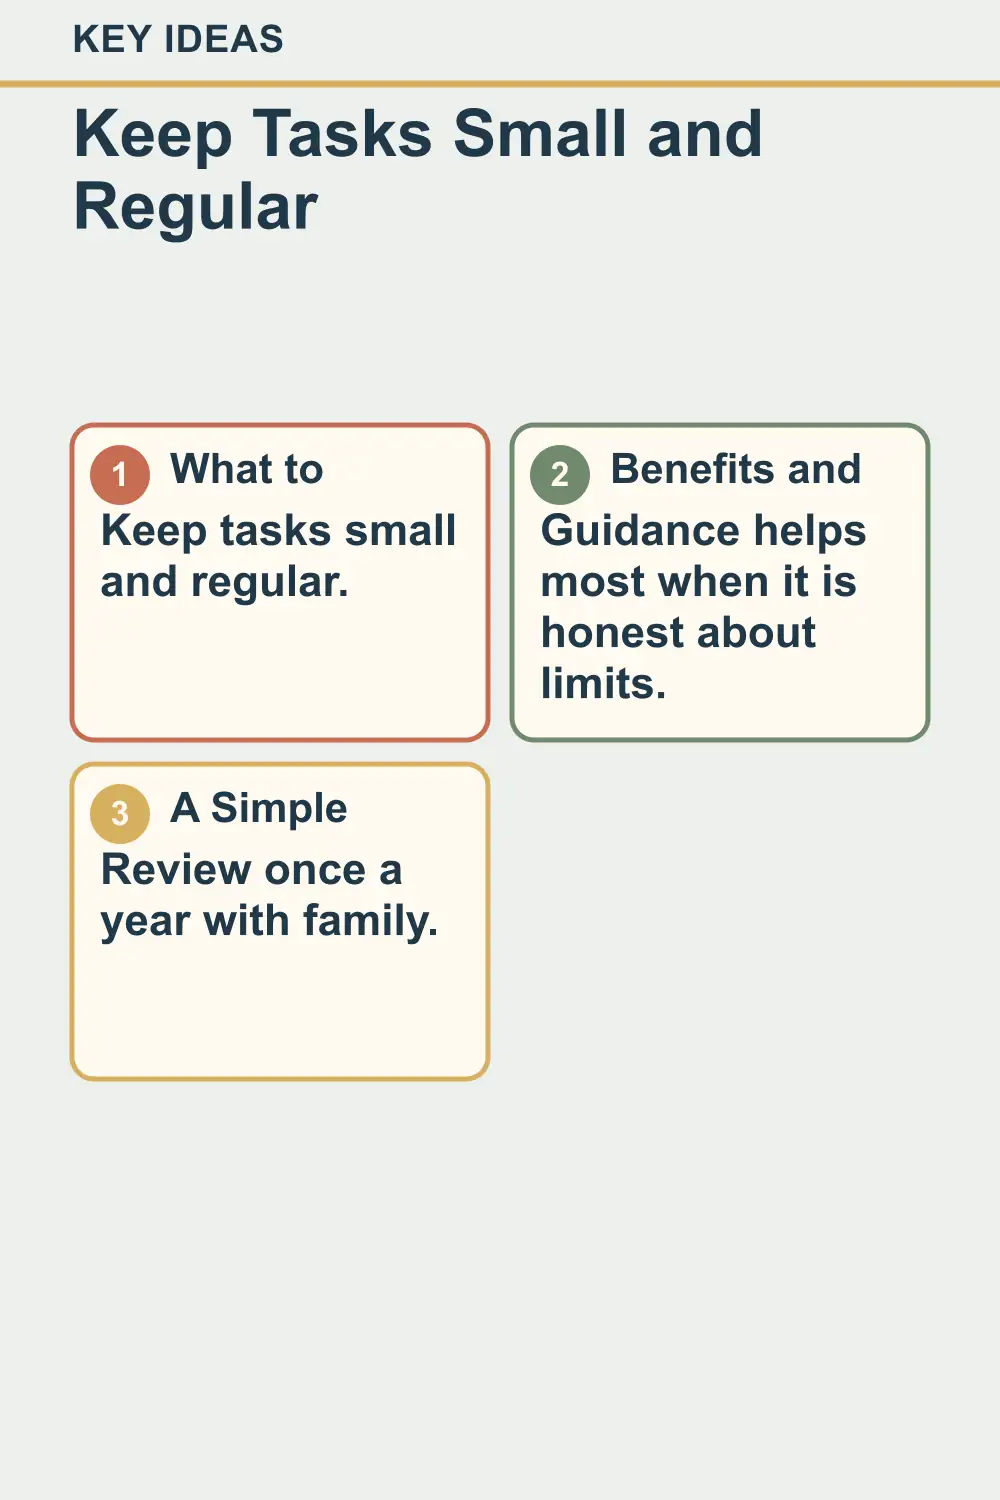 KEY IDEAS
Keep Tasks Small and
Regular
1 What to
Keep tasks small
and regular.
2 Benefits and
Guidance helps
most when it is
honest about
limits.
3 A Simple
Review once a
year with family.